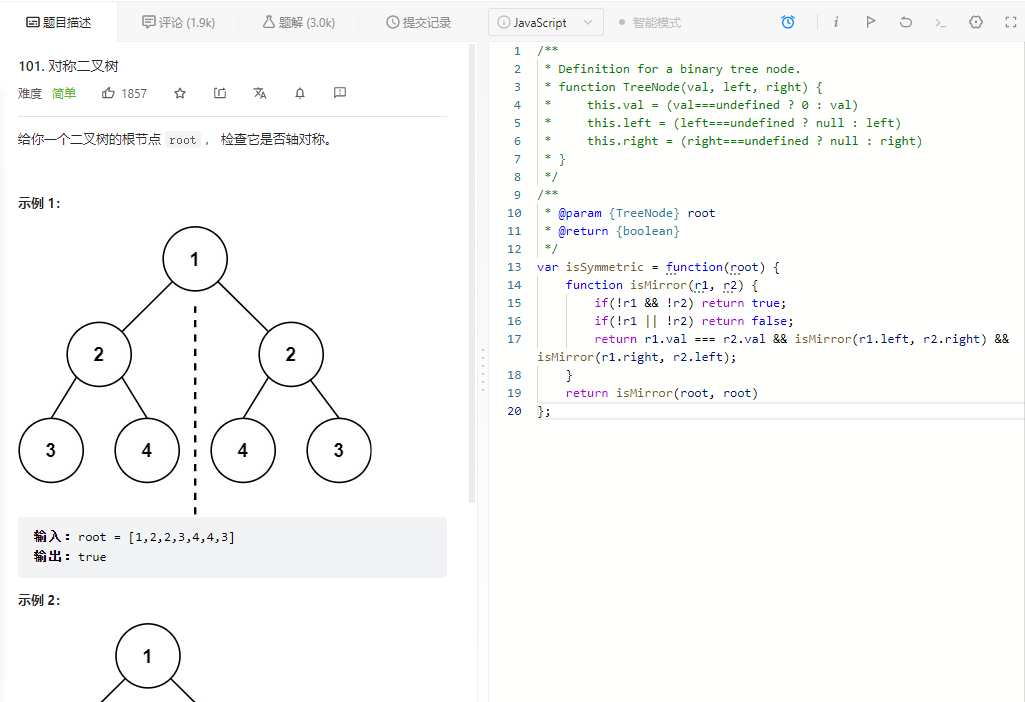 题目描述
评论 (1.9k)
题解 (3.0k)
提交记录
101. 对称二叉树
难度 简单 1857
给你一个二叉树的根节点 root ， 检查它是否轴对称。
示例 1：
1
2 2
3 4 4 3
输入：root = [1,2,2,3,4,4,3]
输出：true
示例 2：
1
JavaScript
智能模式
1 /**
2 * Definition for a binary tree node.
3 * function TreeNode(val, left, right) {
4 *     this.val = (val===undefined ? 0 : val)
5 *     this.left = (left===undefined ? null : left)
6 *     this.right = (right===undefined ? null : right)
7 * }
8 */
9 /**
10 * @param {TreeNode} root
11 * @return {boolean}
12 */
13 var isSymmetric = function(root) {
14     function isMirror(r1, r2) {
15         if(!r1 && !r2) return true;
16         if(!r1 || !r2) return false;
17         return r1.val === r2.val && isMirror(r1.left, r2.right) &&
isMirror(r1.right, r2.left);
18     }
19     return isMirror(root, root)
20 };